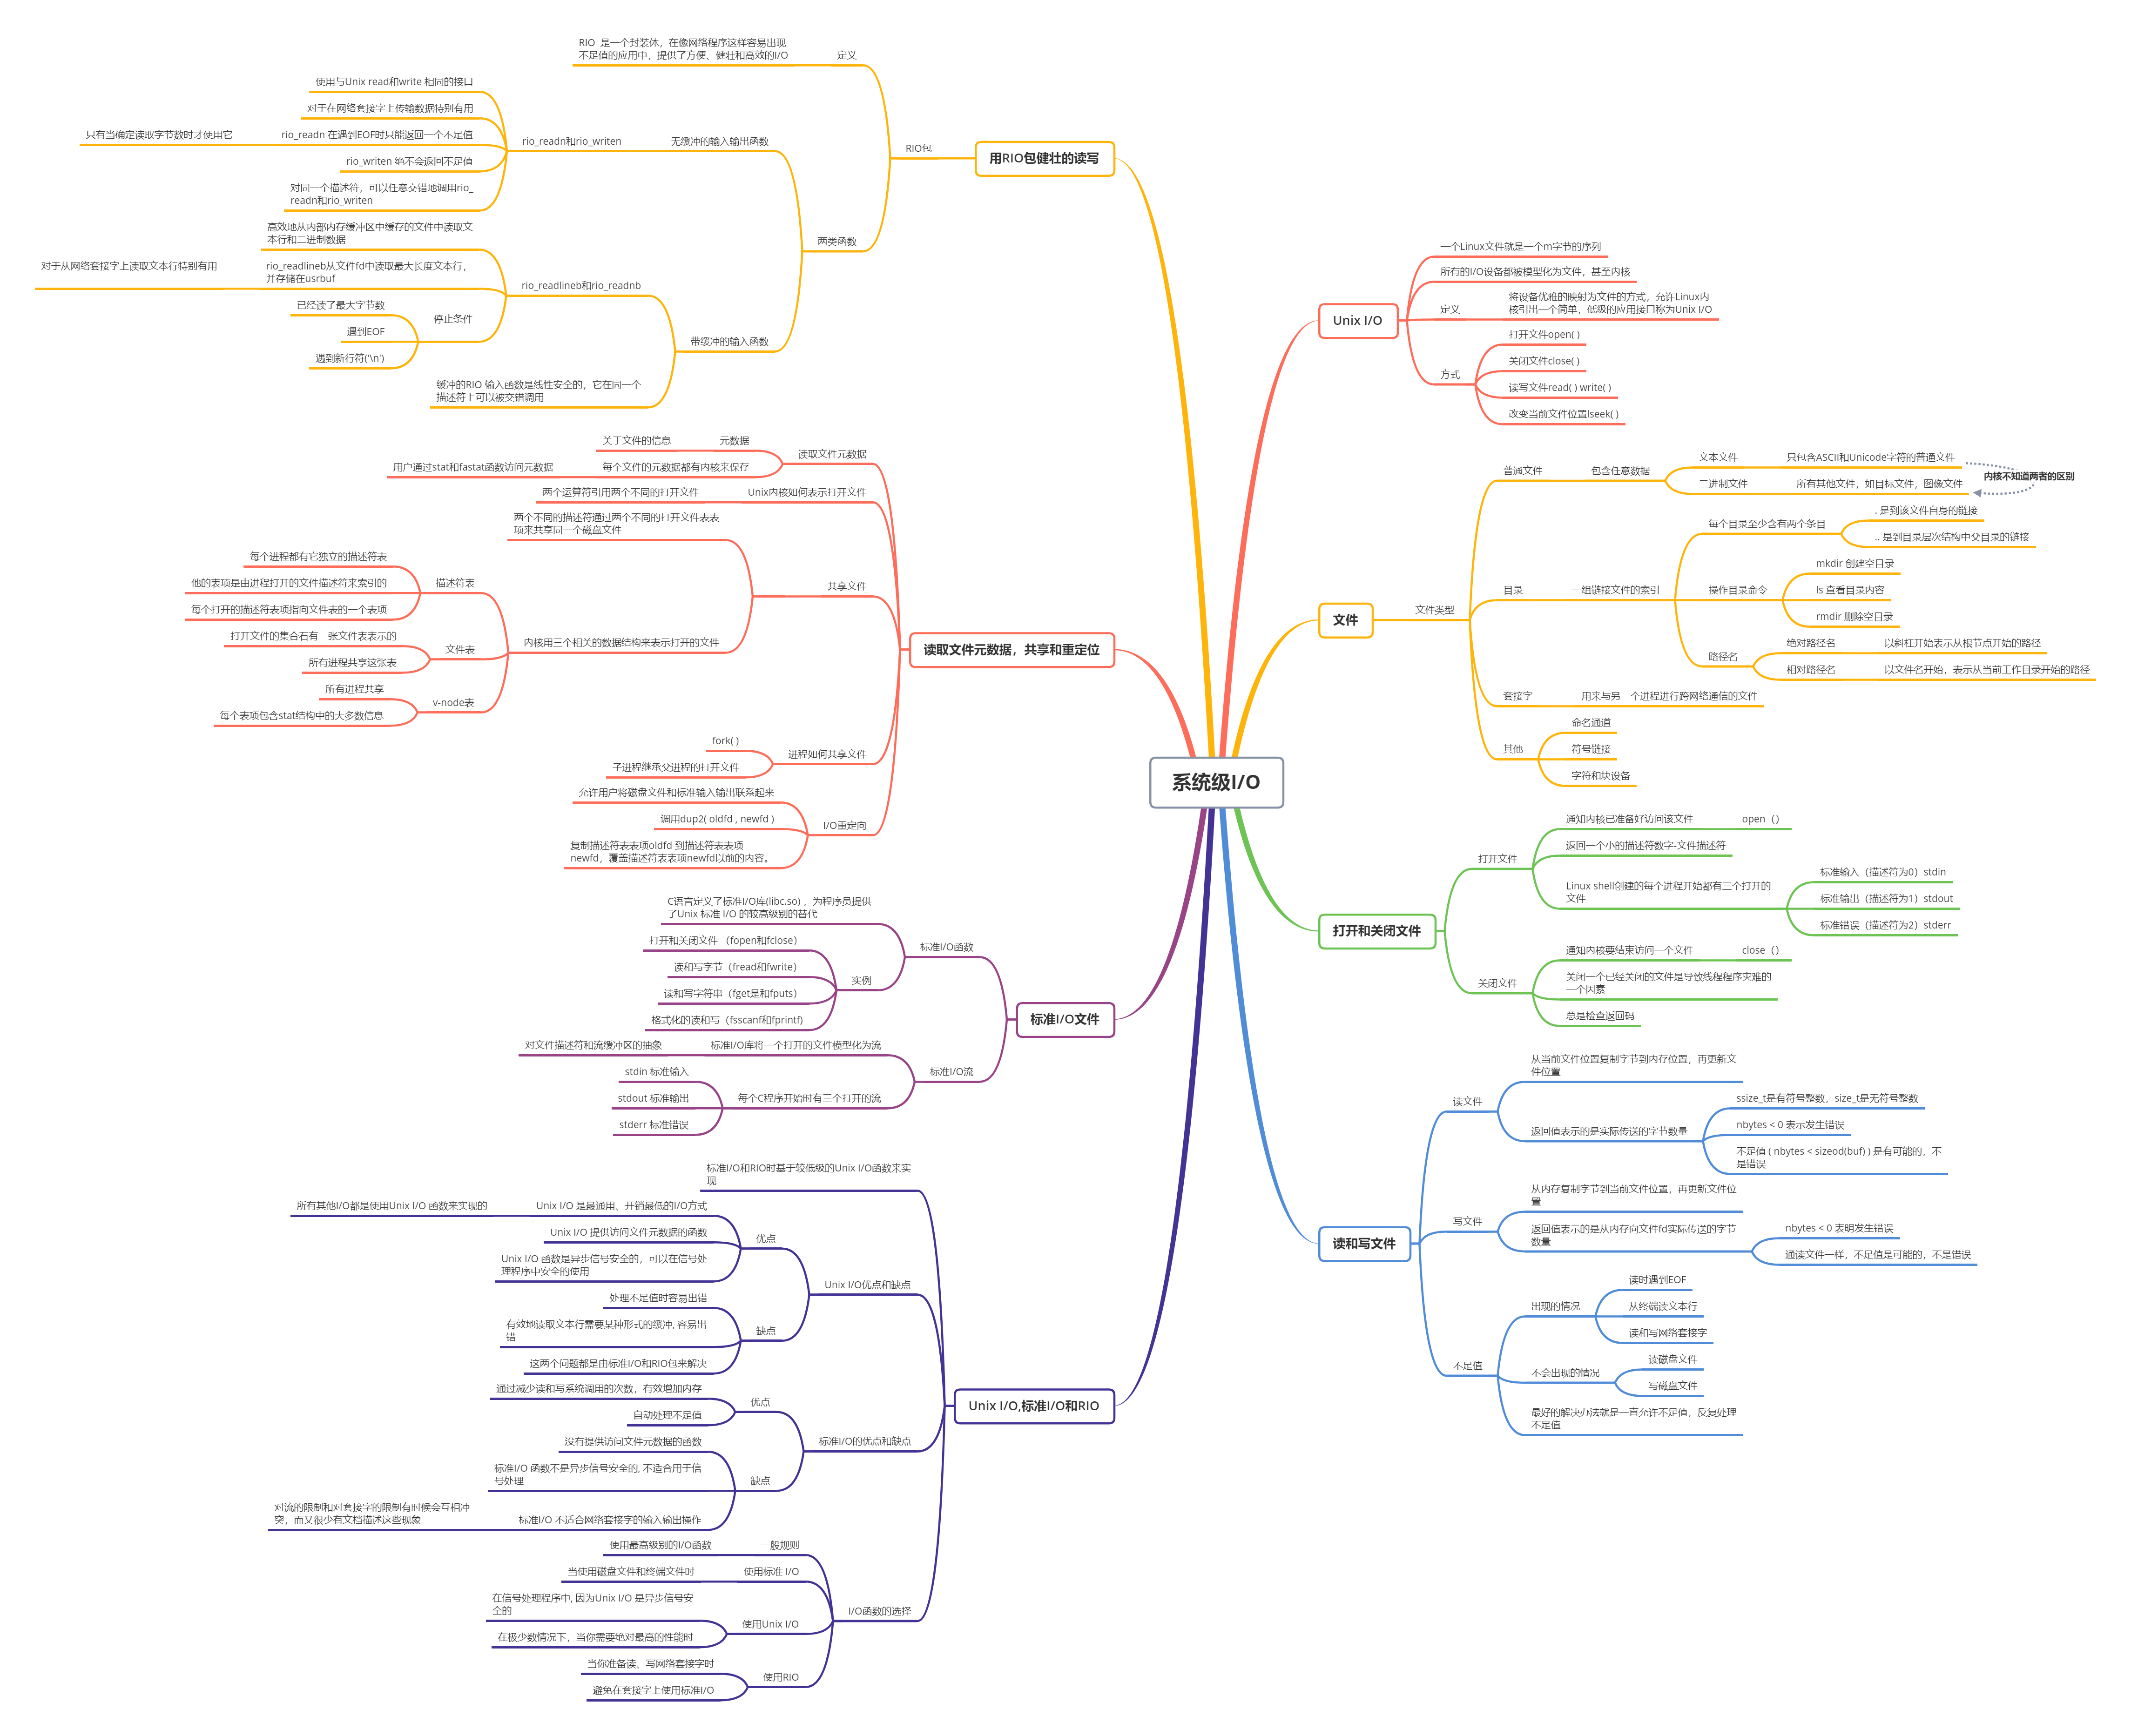 系统级I/O
Unix I/O
一个Linux文件就是一个m字节的序列
所有的I/O设备都被模型化为文件，甚至内核
定义
将设备优雅的映射为文件的方式，允许Linux内
核引出一个简单，低级的应用接口称为Unix I/O
方式
打开文件open( )
关闭文件close( )
读写文件read( ) write( )
改变当前文件位置lseek( )
文件
文件类型
普通文件
包含任意数据
文本文件
只包含ASCII和Unicode字符的普通文件
二进制文件
所有其他文件，如目标文件，图像文件
内核不知道两者的区别
目录
一组链接文件的索引
每个目录至少含有两个条目
. 是到该文件自身的链接
.. 是到目录层次结构中父目录的链接
操作目录命令
mkdir 创建空目录
ls 查看目录内容
rmdir 删除空目录
路径名
绝对路径名
以斜杠开始表示从根节点开始的路径
相对路径名
以文件名开始，表示从当前工作目录开始的路径
套接字
用来与另一个进程进行跨网络通信的文件
其他
命名通道
符号链接
字符和块设备
打开和关闭文件
打开文件
通知内核已准备好访问该文件
open（）
返回一个小的描述符数字-文件描述符
Linux shell创建的每个进程开始都有三个打开的
文件
标准输入（描述符为0）stdin
标准输出（描述符为1）stdout
标准错误（描述符为2）stderr
关闭文件
通知内核要结束访问一个文件
close（）
关闭一个已经关闭的文件是导致线程程序灾难的
一个因素
总是检查返回码
读和写文件
读文件
从当前文件位置复制字节到内存位置，再更新文
件位置
返回值表示的是实际传送的字节数量
ssize_t是有符号整数，size_t是无符号整数
nbytes < 0 表示发生错误
不足值 ( nbytes < sizeod(buf) ) 是有可能的，不
是错误
写文件
从内存复制字节到当前文件位置，再更新文件位
置
返回值表示的是从内存向文件fd实际传送的字节
数量
nbytes < 0 表明发生错误
通读文件一样，不足值是可能的，不是错误
不足值
出现的情况
读时遇到EOF
从终端读文本行
读和写网络套接字
不会出现的情况
读磁盘文件
写磁盘文件
最好的解决办法就是一直允许不足值，反复处理
不足值
用RIO包健壮的读写
RIO包
定义
RIO 是一个封装体，在像网络程序这样容易出现
不足值的应用中，提供了方便、健壮和高效的I/O
两类函数
无缓冲的输入输出函数
rio_readn和rio_writen
使用与Unix read和write 相同的接口
对于在网络套接字上传输数据特别有用
rio_readn 在遇到EOF时只能返回一个不足值
只有当确定读取字节数时才使用它
rio_writen 绝不会返回不足值
对同一个描述符，可以任意交错地调用rio_
readn和rio_writen
带缓冲的输入函数
rio_readlineb和rio_readnb
高效地从内部内存缓冲区中缓存的文件中读取文
本行和二进制数据
rio_readlineb从文件fd中读取最大长度文本行，
并存储在usrbuf
对于从网络套接字上读取文本行特别有用
停止条件
已经读了最大字节数
遇到EOF
遇到新行符('\n')
缓冲的RIO 输入函数是线性安全的，它在同一个
描述符上可以被交错调用
读取文件元数据，共享和重定位
读取文件元数据
元数据
关于文件的信息
每个文件的元数据都有内核来保存
用户通过stat和fastat函数访问元数据
Unix内核如何表示打开文件
两个运算符引用两个不同的打开文件
共享文件
两个不同的描述符通过两个不同的打开文件表表
项来共享同一个磁盘文件
内核用三个相关的数据结构来表示打开的文件
描述符表
每个进程都有它独立的描述符表
他的表项是由进程打开的文件描述符来索引的
每个打开的描述符表项指向文件表的一个表项
文件表
打开文件的集合石有一张文件表表示的
所有进程共享这张表
v-node表
所有进程共享
每个表项包含stat结构中的大多数信息
进程如何共享文件
fork( )
子进程继承父进程的打开文件
I/O重定向
允许用户将磁盘文件和标准输入输出联系起来
调用dup2( oldfd , newfd )
复制描述符表表项oldfd 到描述符表表项
newfd，覆盖描述符表表项newfd以前的内容。
标准I/O文件
标准I/O函数
C语言定义了标准I/O库(libc.so)，为程序员提供
了Unix 标准 I/O 的较高级别的替代
实例
打开和关闭文件 （fopen和fclose）
读和写字节（fread和fwrite）
读和写字符串（fget是和fputs）
格式化的读和写（fsscanf和fprintf)
标准I/O流
标准I/O库将一个打开的文件模型化为流
对文件描述符和流缓冲区的抽象
每个C程序开始时有三个打开的流
stdin 标准输入
stdout 标准输出
stderr 标准错误
Unix I/O,标准I/O和RIO
标准I/O和RIO时基于较低级的Unix I/O函数来实
现
Unix I/O优点和缺点
优点
Unix I/O 是最通用、开销最低的I/O方式
所有其他I/O都是使用Unix I/O 函数来实现的
Unix I/O 提供访问文件元数据的函数
Unix I/O 函数是异步信号安全的，可以在信号处
理程序中安全的使用
缺点
处理不足值时容易出错
有效地读取文本行需要某种形式的缓冲, 容易出
错
这两个问题都是由标准I/O和RIO包来解决
标准I/O的优点和缺点
优点
通过减少读和写系统调用的次数，有效增加内存
自动处理不足值
缺点
没有提供访问文件元数据的函数
标准I/O 函数不是异步信号安全的, 不适合用于信
号处理
标准I/O 不适合网络套接字的输入输出操作
对流的限制和对套接字的限制有时候会互相冲
突，而又很少有文档描述这些现象
I/O函数的选择
一般规则
使用最高级别的I/O函数
使用标准 I/O
当使用磁盘文件和终端文件时
使用Unix I/O
在信号处理程序中, 因为Unix I/O 是异步信号安
全的
在极少数情况下，当你需要绝对最高的性能时
使用RIO
当你准备读、写网络套接字时
避免在套接字上使用标准I/O